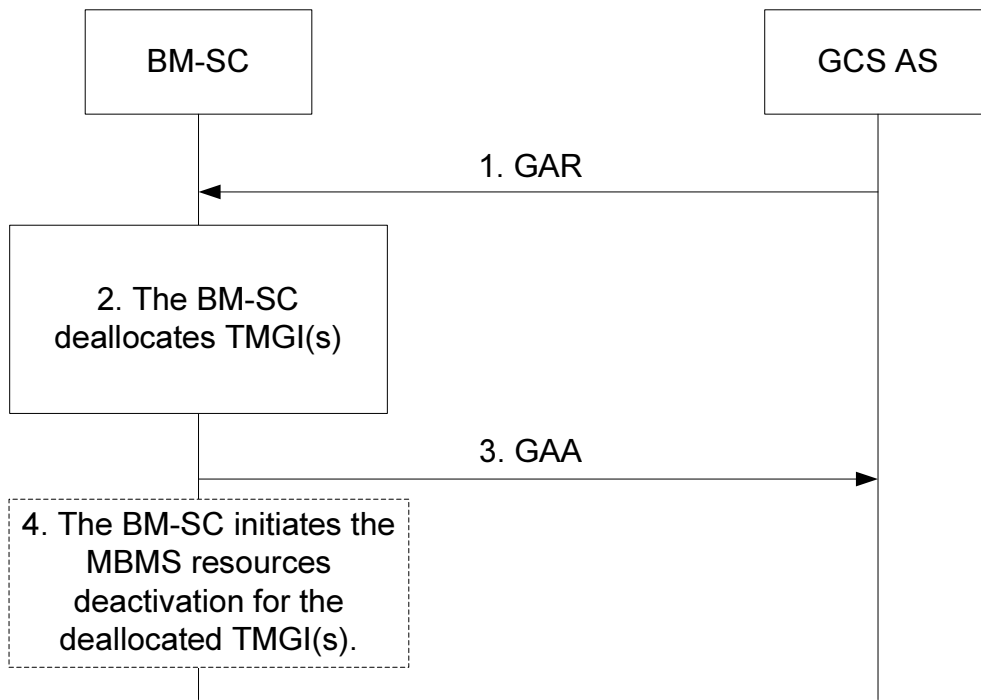 BM-SC
GCS AS
1. GAR
2. The BM-SC
deallocates TMGI(s)
3. GAA
4. The BM-SC initiates the
MBMS resources
deactivation for the
deallocated TMGI(s).